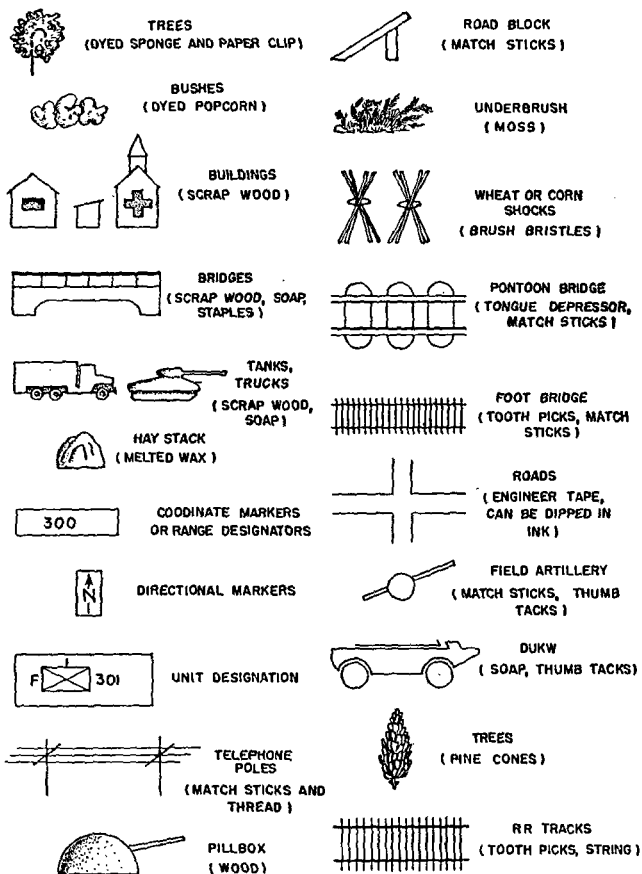 TREES
(DYED SPONGE AND PAPER CLIP)
BUSHES
(DYED POPCORN)
BUILDINGS
(SCRAP WOOD)
BRIDGES
(SCRAP WOOD, SOAP,
STAPLES)
TANKS,
TRUCKS
(SCRAP WOOD,
SOAP)
HAY STACK
(MELTED WAX)
300
COODINATE MARKERS
OR RANGE DESIGNATORS
N
DIRECTIONAL MARKERS
F 301
UNIT DESIGNATION
TELEPHONE
POLES
(MATCH STICKS AND
THREAD)
PILLBOX
(WOOD)
ROAD BLOCK
(MATCH STICKS)
UNDERBRUSH
(MOSS)
WHEAT OR CORN
SHOCKS
(BRUSH BRISTLES)
PONTOON BRIDGE
(TONGUE DEPRESSOR,
MATCH STICKS)
FOOT BRIDGE
(TOOTH PICKS, MATCH
STICKS)
ROADS
(ENGINEER TAPE,
CAN BE DIPPED IN
INK)
FIELD ARTILLERY
(MATCH STICKS, THUMB
TACKS)
DUKW
(SOAP, THUMB TACKS)
TREES
(PINE CONES)
RR TRACKS
(TOOTH PICKS, STRING)